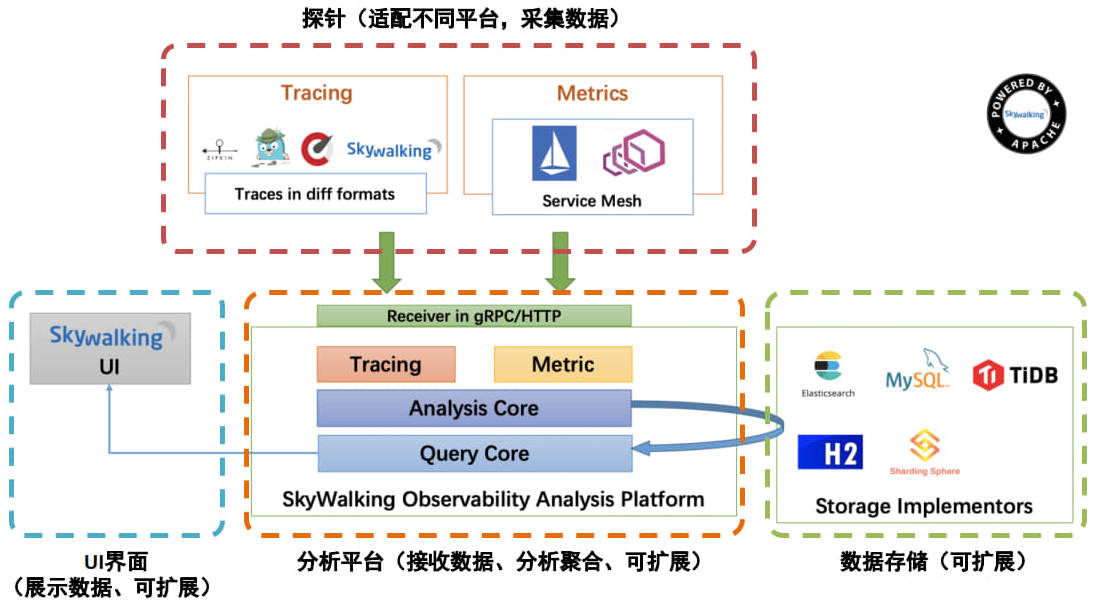 探针（适配不同平台，采集数据）
Tracing
Metrics
ZIPKIN
Skywalking
Traces in diff formats
Service Mesh
POWERED BY
Skywalking
APACHE
Receiver in gRPC/HTTP
Skywalking
UI
Tracing
Metric
Analysis Core
Query Core
SkyWalking Observability Analysis Platform
Elasticsearch
MySQL
TiDB
H2
Sharding Sphere
Storage Implementors
UI界面
（展示数据、可扩展）
分析平台（接收数据、分析聚合、可扩展）
数据存储（可扩展）